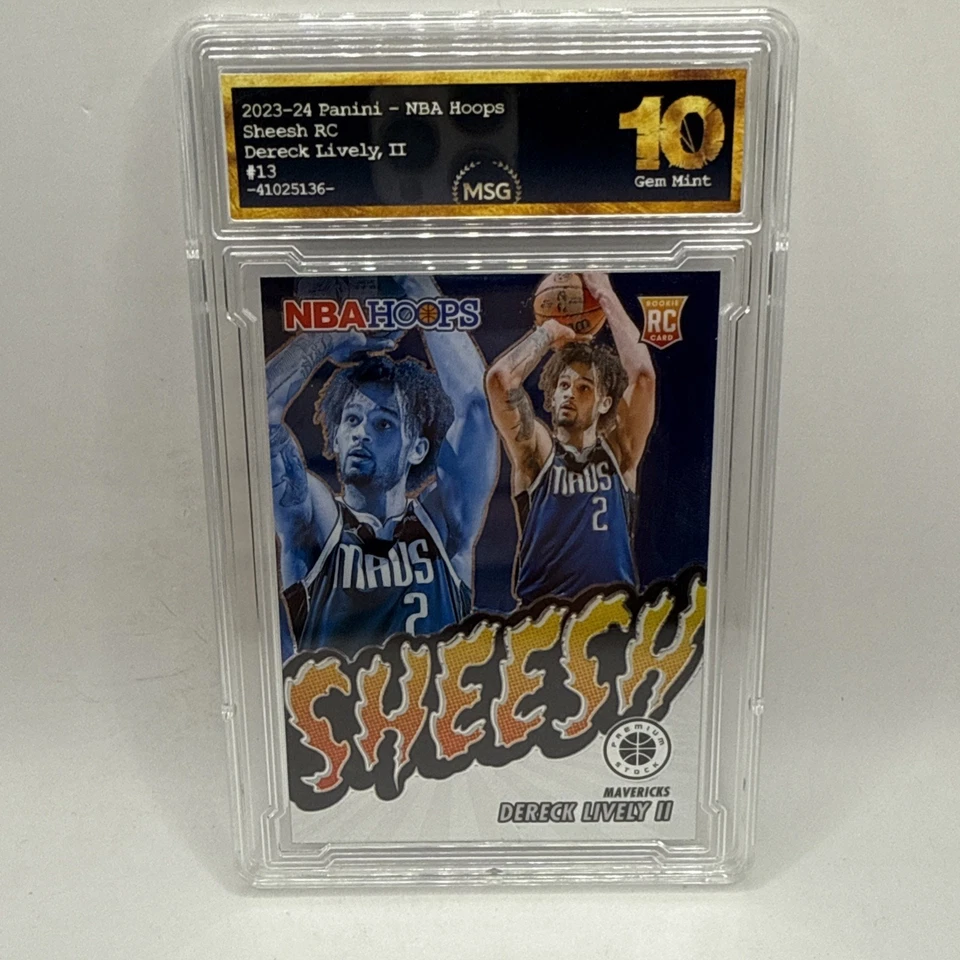 2023-24 Panini - NBA Hoops
Sheesh RC
Dereck Lively, II
#13
-41025136-
MSG
10
Gem Mint
NBA HOOPS
ROOKIE
RC
CARD
MAVS
2
MAVS
2
SHEESH
PREMIUM
STOCK
MAVERICKS
DERECK LIVELY II